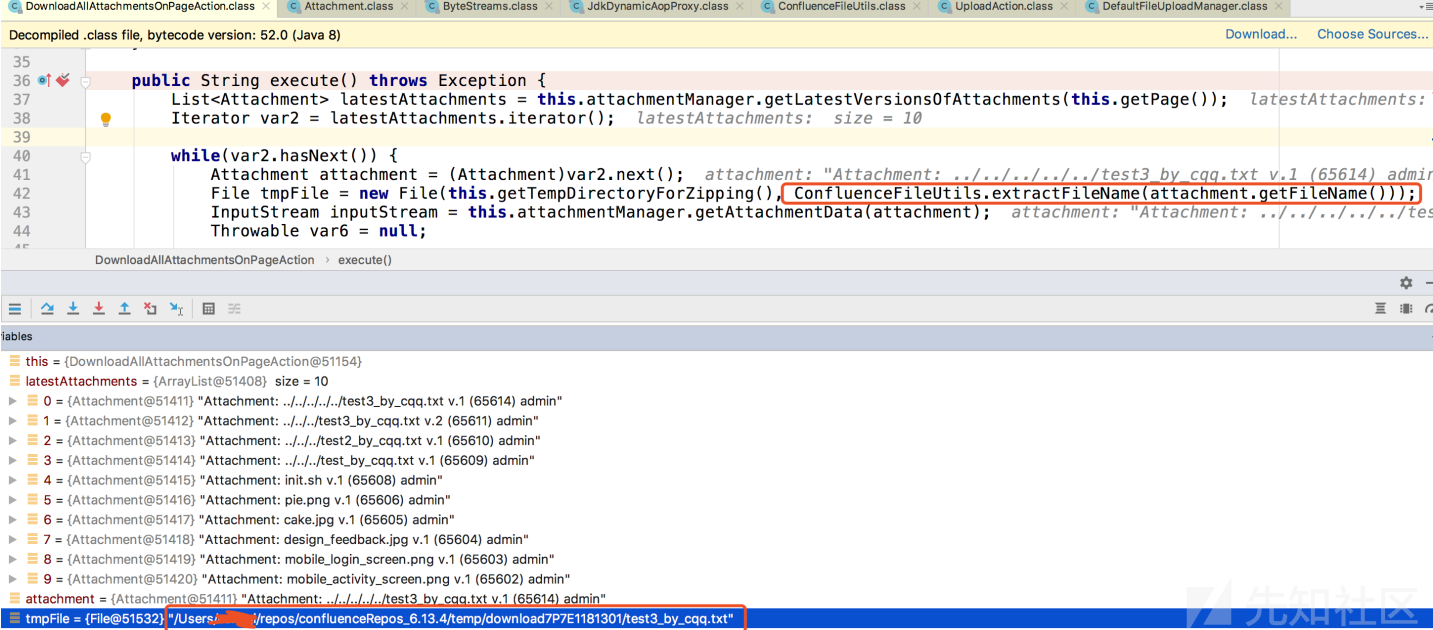 DownloadAllAttachmentsOnPageAction.class Attachment.class ByteStreams.class JdkDynamicAopProxy.class ConfluenceFileUtils.class UploadAction.class DefaultFileUploadManager.class
Decompiled .class file, bytecode version: 52.0 (Java 8) Download... Choose Sources...
35
36 public String execute() throws Exception {
37 List<Attachment> latestAttachments = this.attachmentManager.getLatestVersionsOfAttachments(this.getPage()); latestAttachments:
38 Iterator var2 = latestAttachments.iterator(); latestAttachments: size = 10
39
40 while(var2.hasNext()) {
41 Attachment attachment = (Attachment)var2.next(); attachment: "Attachment: ../../../../../test3_by_cqq.txt v.1 (65614) admin
42 File tmpFile = new File(this.getTempDirectoryForZipping(), ConfluenceFileUtils.extractFileName(attachment.getFileName()));
43 InputStream inputStream = this.attachmentManager.getAttachmentData(attachment); attachment: "Attachment: ../../../../../tes
44 Throwable var6 = null;
45
DownloadAllAttachmentsOnPageAction › execute()
iables
this = {DownloadAllAttachmentsOnPageAction@51154}
latestAttachments = {ArrayList@51408} size = 10
0 = {Attachment@51411} "Attachment: ../../../../../test3_by_cqq.txt v.1 (65614) admin"
1 = {Attachment@51412} "Attachment: ../../../test3_by_cqq.txt v.2 (65611) admin"
2 = {Attachment@51413} "Attachment: ../../../test2_by_cqq.txt v.1 (65610) admin"
3 = {Attachment@51414} "Attachment: ../../../test_by_cqq.txt v.1 (65609) admin"
4 = {Attachment@51415} "Attachment: init.sh v.1 (65608) admin"
5 = {Attachment@51416} "Attachment: pie.png v.1 (65606) admin"
6 = {Attachment@51417} "Attachment: cake.jpg v.1 (65605) admin"
7 = {Attachment@51418} "Attachment: design_feedback.jpg v.1 (65604) admin"
8 = {Attachment@51419} "Attachment: mobile_login_screen.png v.1 (65603) admin"
9 = {Attachment@51420} "Attachment: mobile_activity_screen.png v.1 (65602) admin"
attachment = {Attachment@51411} "Attachment: ../../../../../test3_by_cqq.txt v.1 (65614) admin"
tmpFile = {File@51532} "/Users/ /repos/confluenceRepos_6.13.4/temp/download7P7E1181301/test3_by_cqq.txt"
先知社区